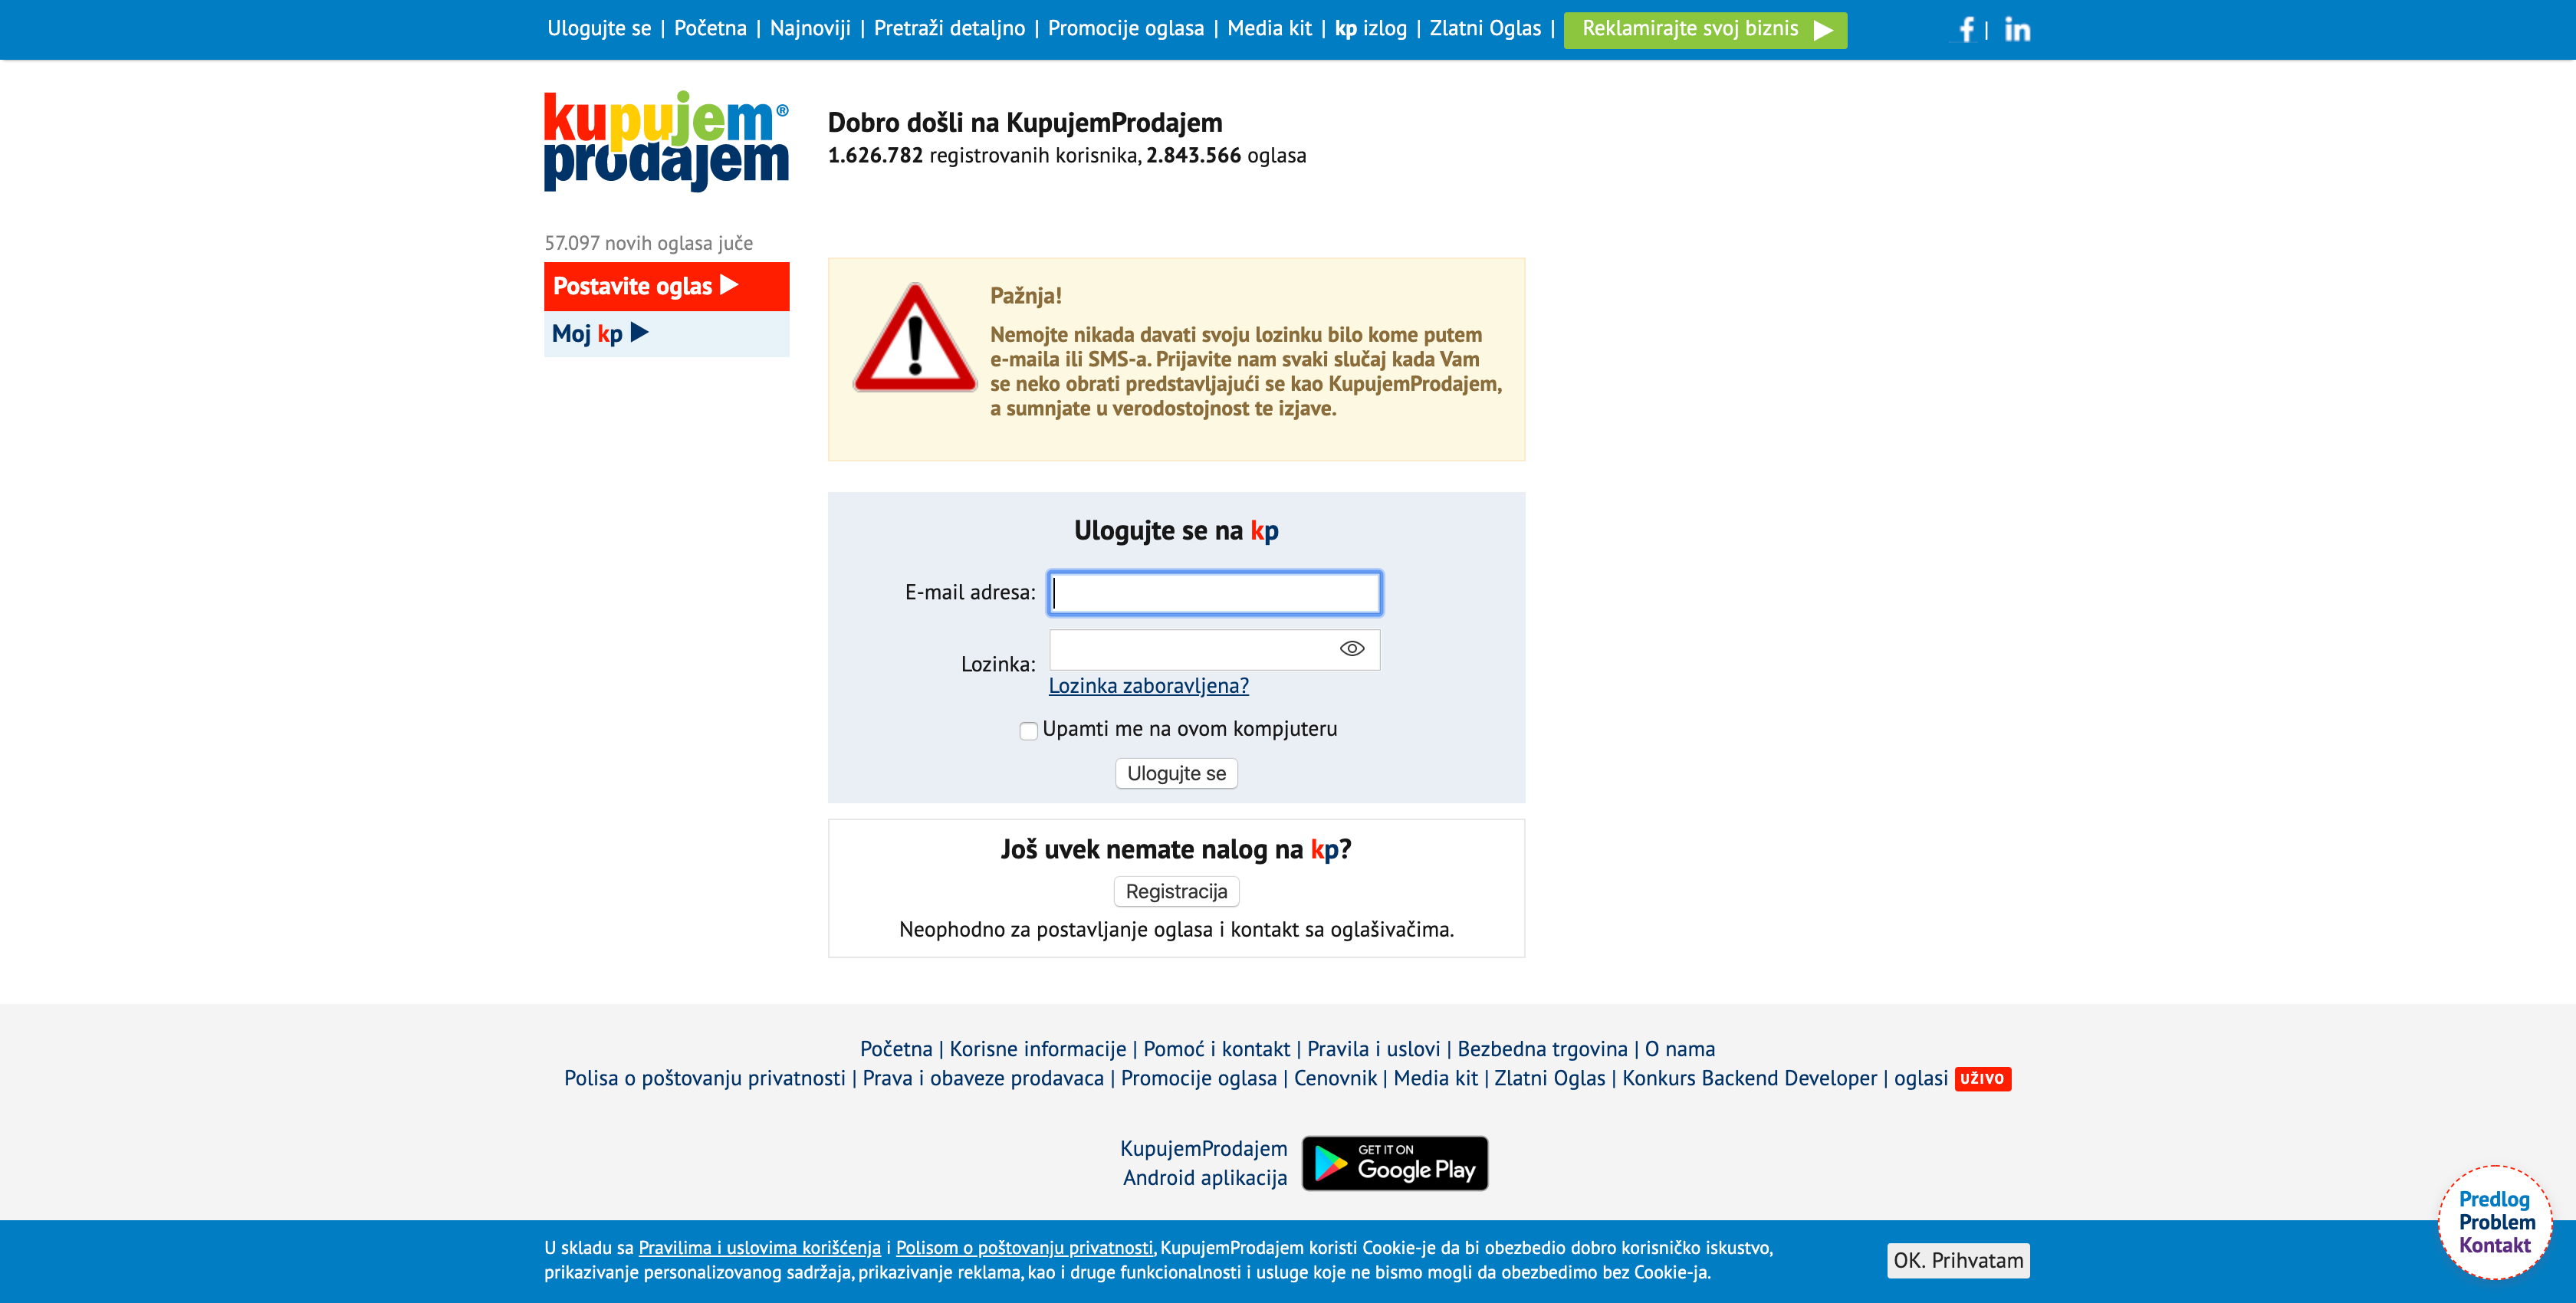 Ulogujte se | Početna | Najnoviji | Pretraži detaljno | Promocije oglasa | Media kit | kp izlog | Zlatni Oglas | Reklamirajte svoj biznis
f | in
kupujem®
prodajem
Dobro došli na KupujemProdajem
1.626.782 registrovanih korisnika, 2.843.566 oglasa
57.097 novih oglasa juče
Postavite oglas
Moj kp
Pažnja!
Nemojte nikada davati svoju lozinku bilo kome putem
e-maila ili SMS-a. Prijavite nam svaki slučaj kada Vam
se neko obrati predstavljajući se kao KupujemProdajem,
a sumnjate u verodostojnost te izjave.
Ulogujte se na kp
E-mail adresa:
Lozinka:
Lozinka zaboravljena?
Upamti me na ovom kompjuteru
Ulogujte se
Još uvek nemate nalog na kp?
Registracija
Neophodno za postavljanje oglasa i kontakt sa oglašivačima.
Početna | Korisne informacije | Pomoć i kontakt | Pravila i uslovi | Bezbedna trgovina | O nama
Polisa o poštovanju privatnosti | Prava i obaveze prodavaca | Promocije oglasa | Cenovnik | Media kit | Zlatni Oglas | Konkurs Backend Developer | oglasi UŽIVO
KupujemProdajem
Android aplikacija
GET IT ON
Google Play
Predlog
Problem
Kontakt
U skladu sa Pravilima i uslovima korišćenja i Polisom o poštovanju privatnosti, KupujemProdajem koristi Cookie-je da bi obezbedio dobro korisničko iskustvo,
prikazivanje personalizovanog sadržaja, prikazivanje reklama, kao i druge funkcionalnosti i usluge koje ne bismo mogli da obezbedimo bez Cookie-ja.
OK. Prihvatam